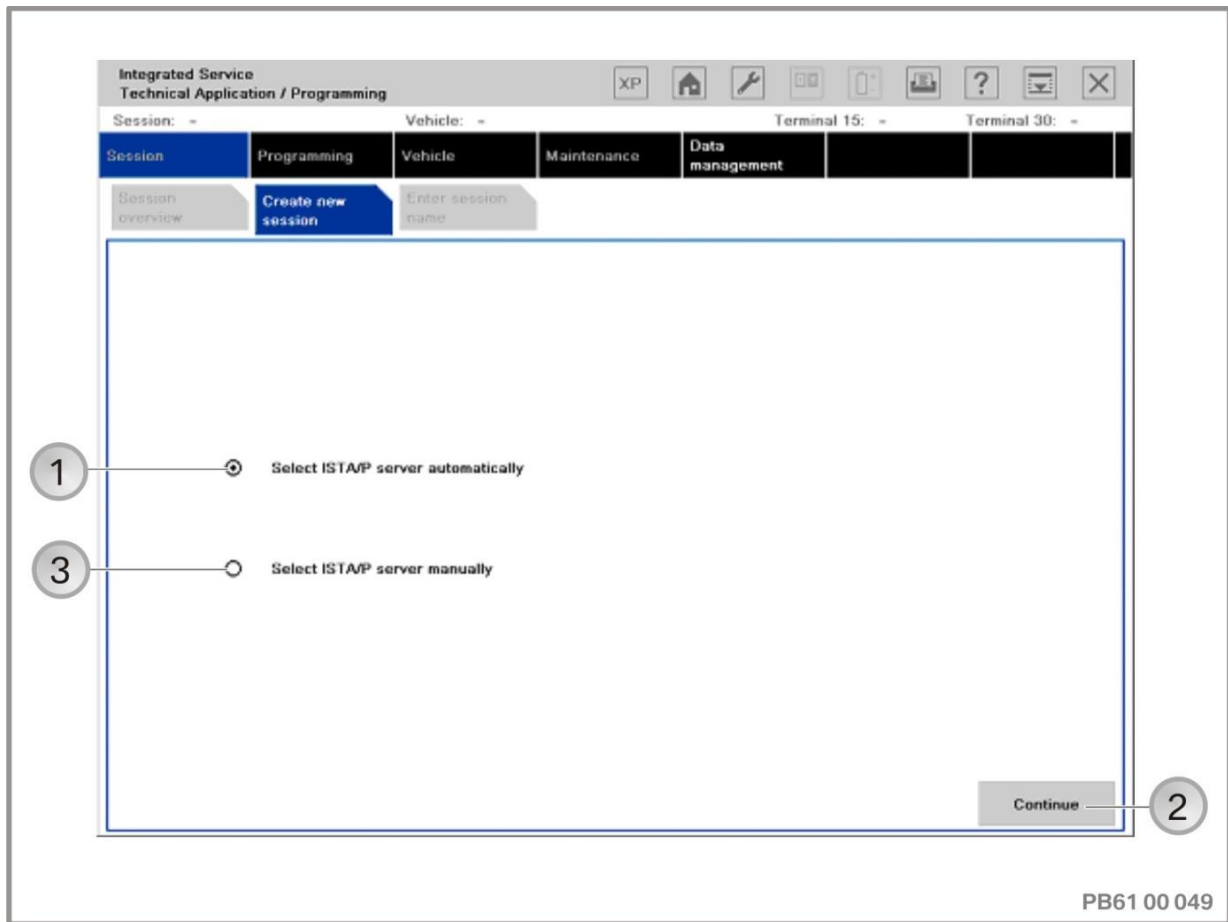 Integrated Service
Technical Application / Programming
XP
?
Session: -
Vehicle: -
Terminal 15: -
Terminal 30: -
Session
Programming
Vehicle
Maintenance
Data
management
Session
overview
Create new
session
Enter session
name
1
Select ISTA/P server automatically
3
Select ISTA/P server manually
Continue
2
PB61 00 049